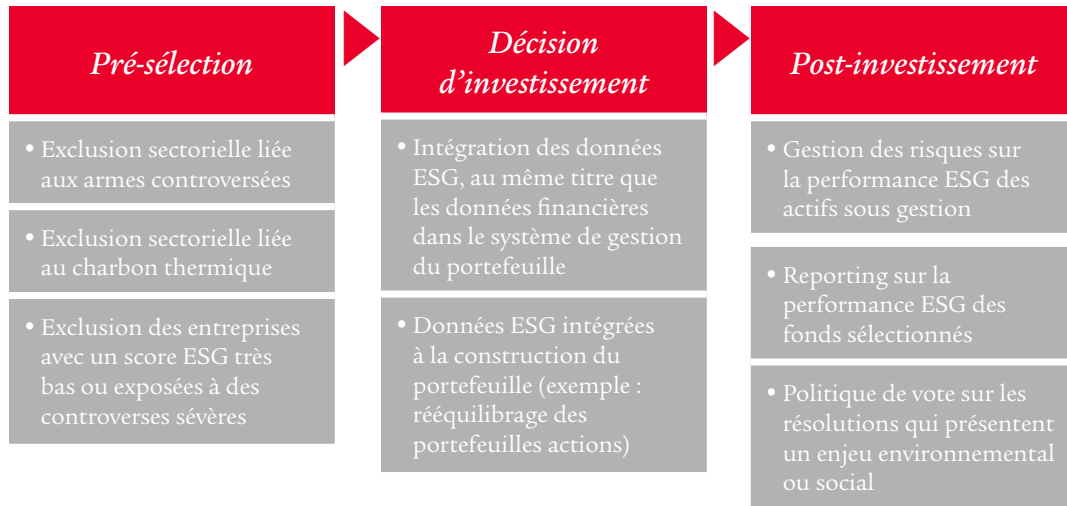 Pré-sélection
• Exclusion sectorielle liée
aux armes controversées
• Exclusion sectorielle liée
au charbon thermique
• Exclusion des entreprises
avec un score ESG très
bas ou exposées à des
controverses sévères
Décision
d’investissement
• Intégration des données
ESG, au même titre que
les données financières
dans le système de gestion
du portefeuille
• Données ESG intégrées
à la construction du
portefeuille (exemple :
rééquilibrage des
portefeuilles actions)
Post-investissement
• Gestion des risques sur
la performance ESG des
actifs sous gestion
• Reporting sur la
performance ESG des
fonds sélectionnés
• Politique de vote sur les
résolutions qui présentent
un enjeu environnemental
ou social